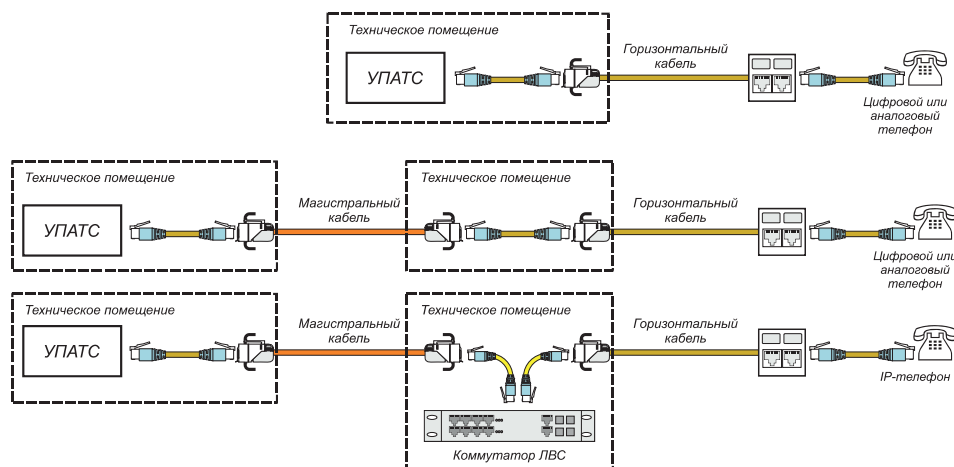 Техническое помещение
УПАТС
Горизонтальный
кабель
Цифровой или
аналоговый
телефон
Техническое помещение
УПАТС
Магистральный
кабель
Техническое помещение
Горизонтальный
кабель
Цифровой или
аналоговый
телефон
Техническое помещение
УПАТС
Магистральный
кабель
Техническое помещение
Горизонтальный
кабель
IP-телефон
Коммутатор ЛВС